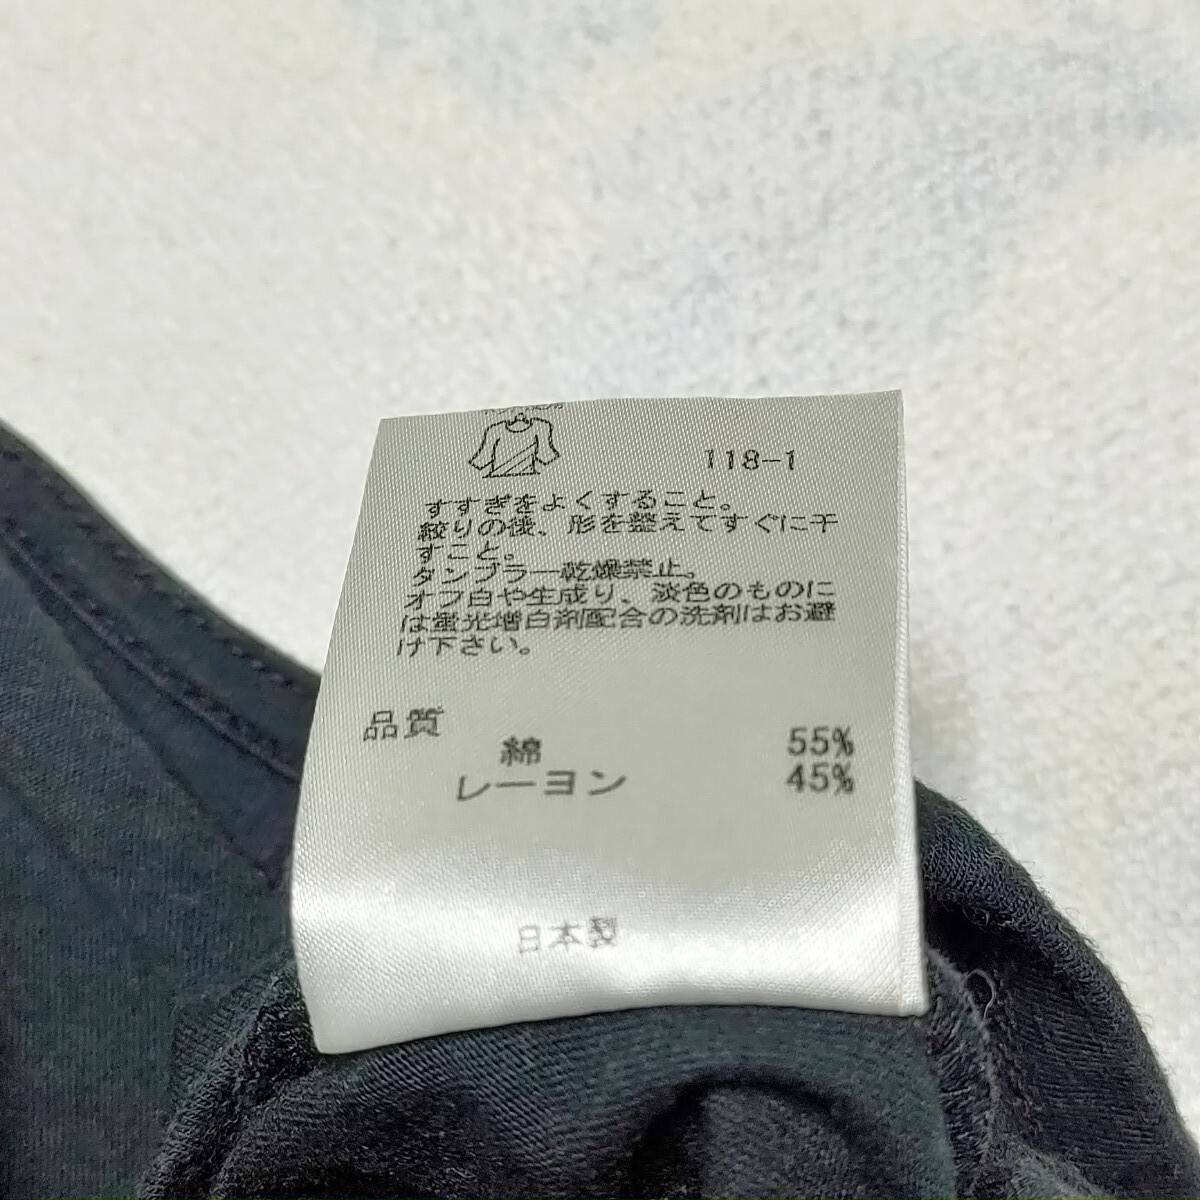 118-1
すすぎをよくすること。
絞りの後、形を整えてすぐに干
すこと。
タンブラー乾燥禁止。
オフ白や生成り、淡色のものに
は蛍光増白剤配合の洗剤はお避
け下さい。
品質
綿 55%
レーヨン 45%
日本製